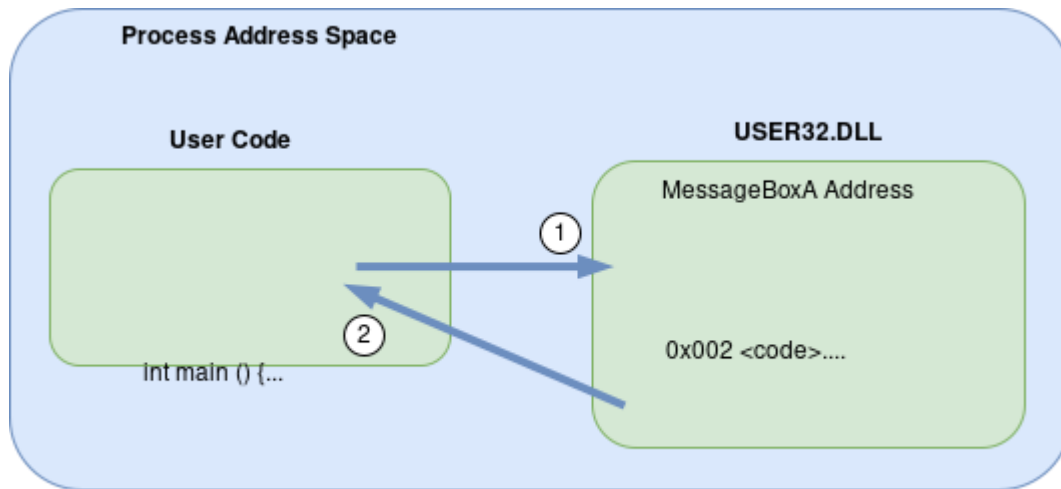 Process Address Space
User Code
USER32.DLL
MessageBoxA Address
1
2
0x002 <code>....
int main () {...